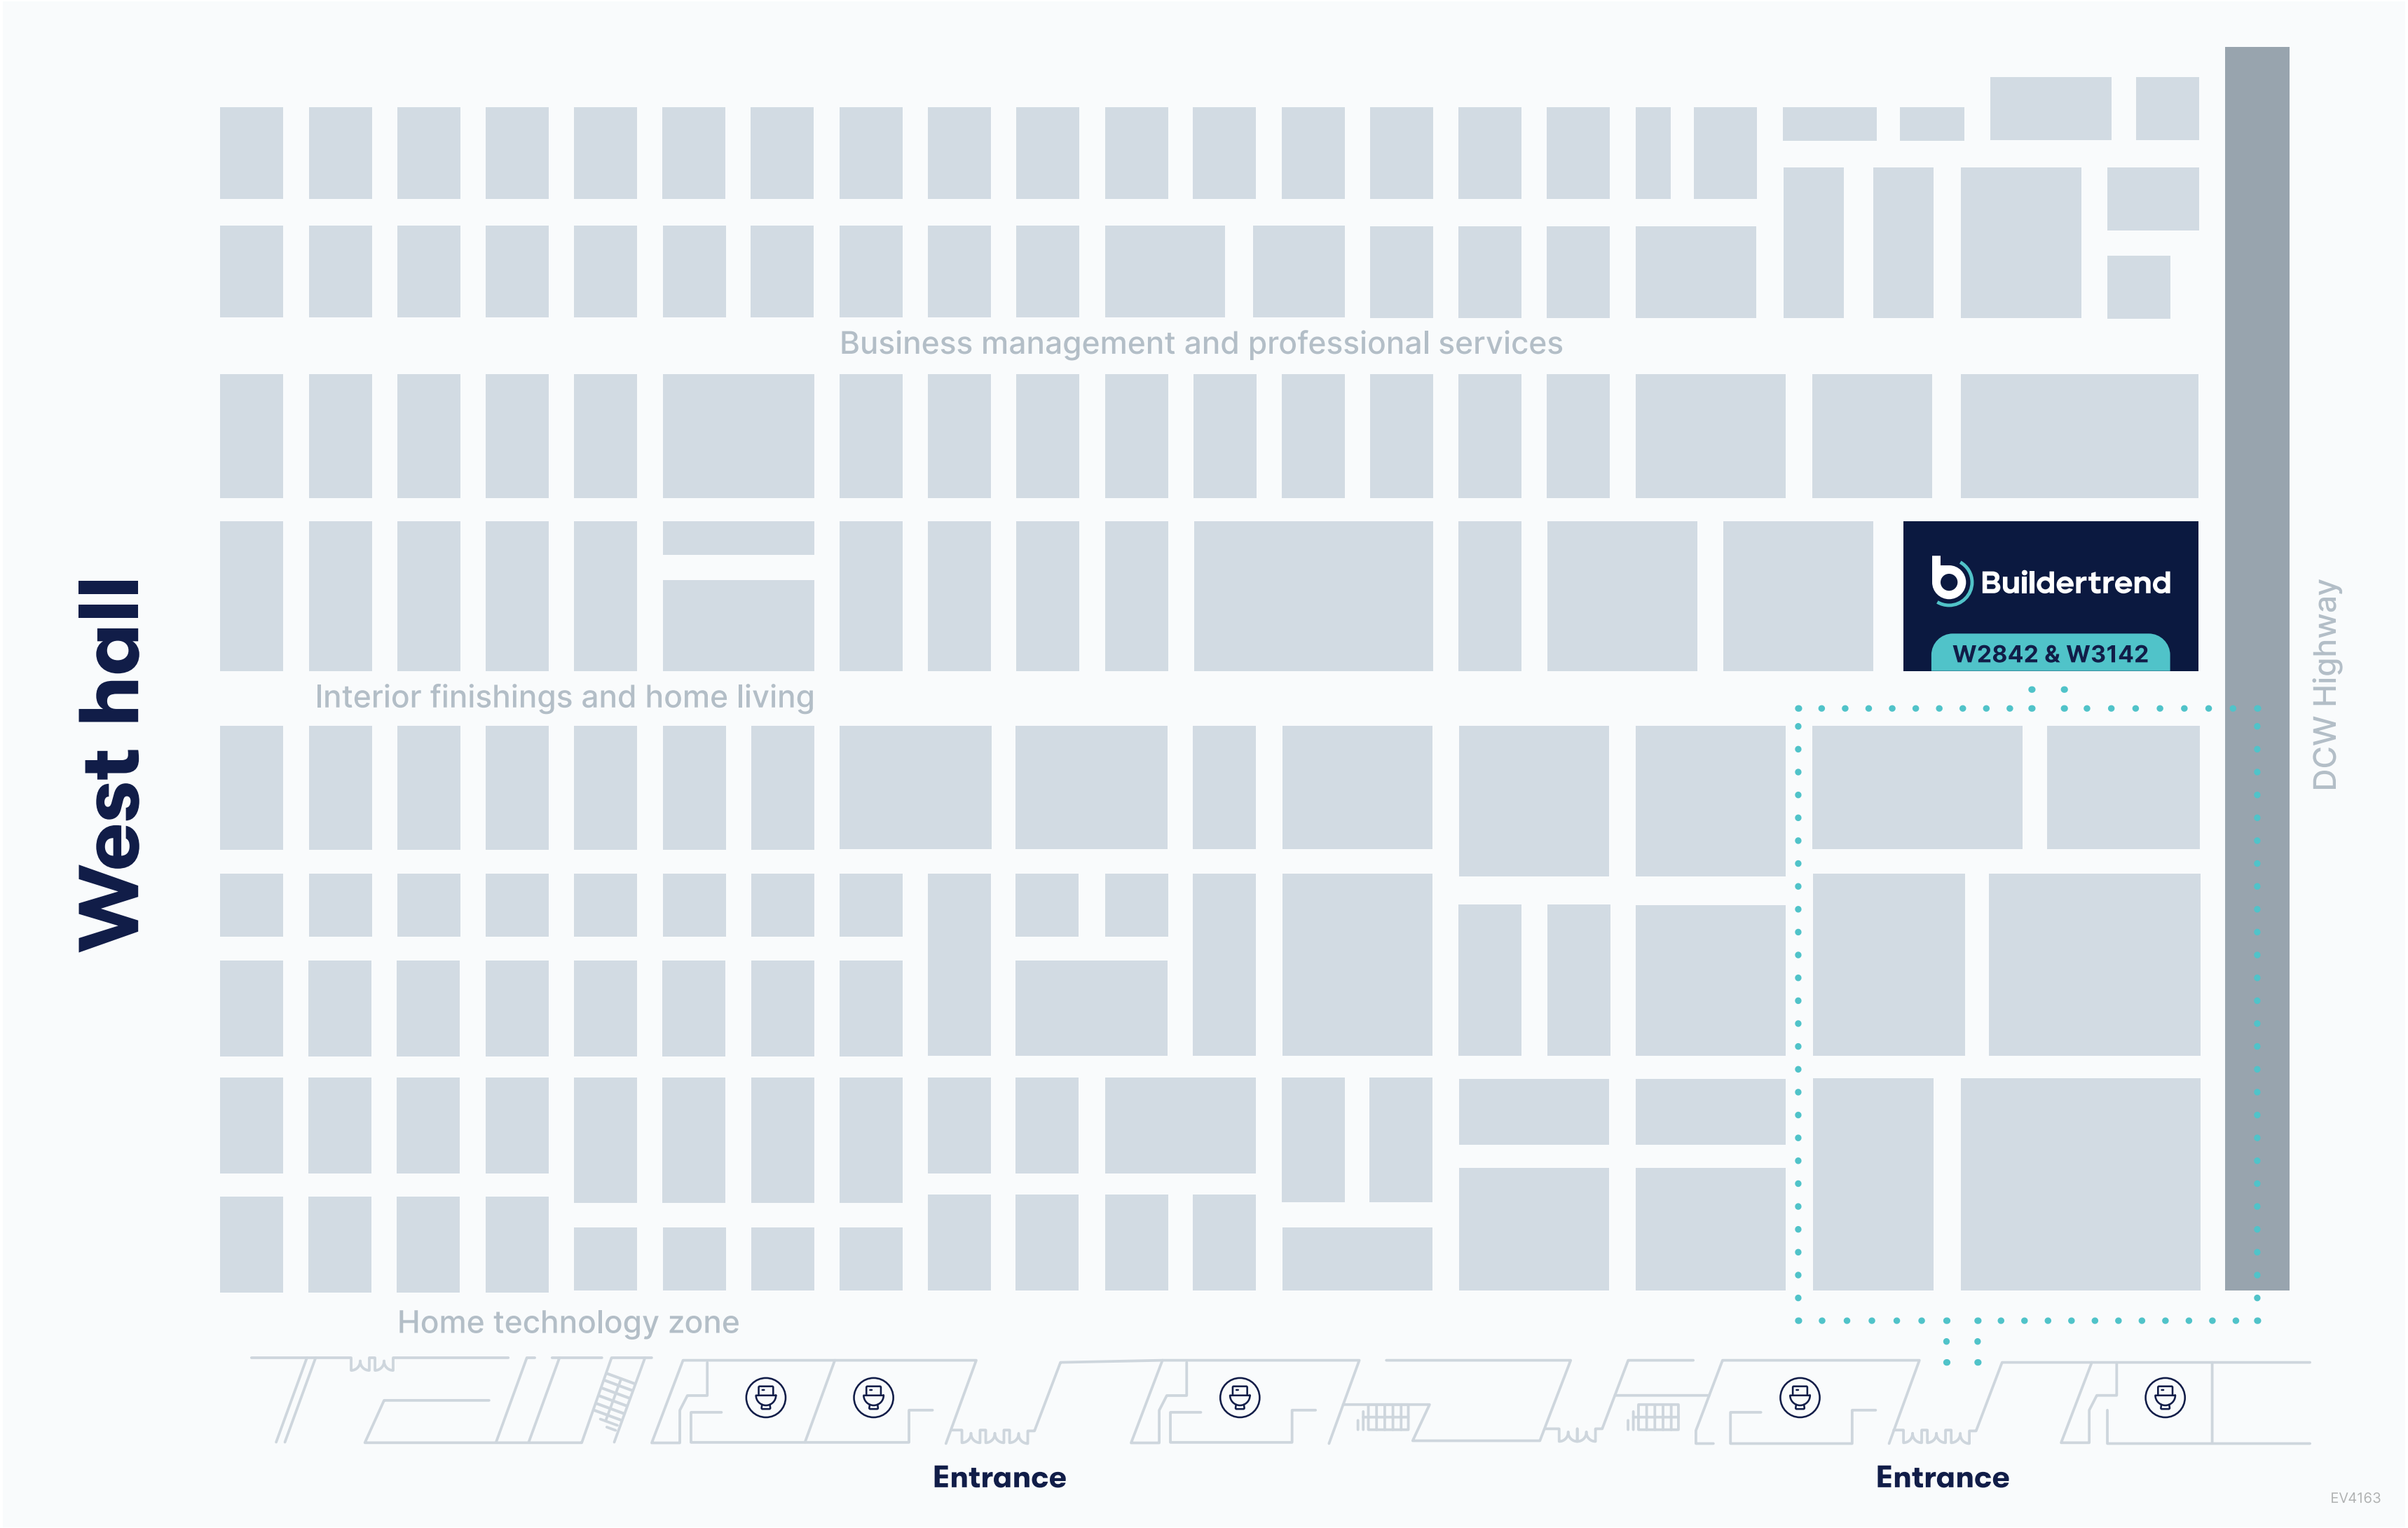 Business management and professional services
Buildertrend
W2842 & W3142
West hall
Interior finishings and home living
DCW Highway
Home technology zone
Entrance
Entrance
EV4163